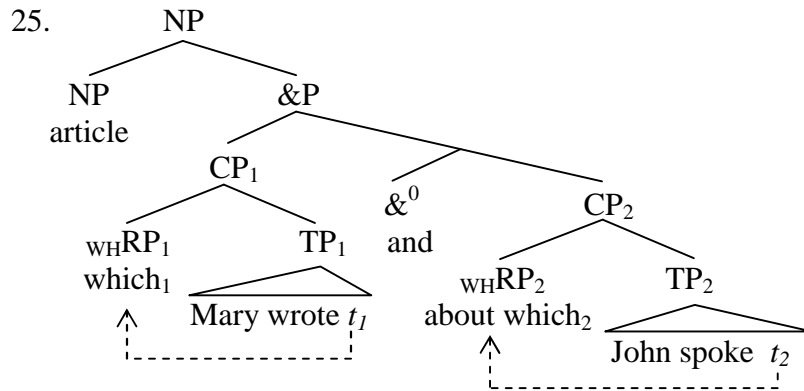 25. NP
NP &P
article
CP₁ &⁰ CP₂
and
WHRP₁ TP₁ WHRP₂ TP₂
which₁ about which₂
Mary wrote t₁ John spoke t₂